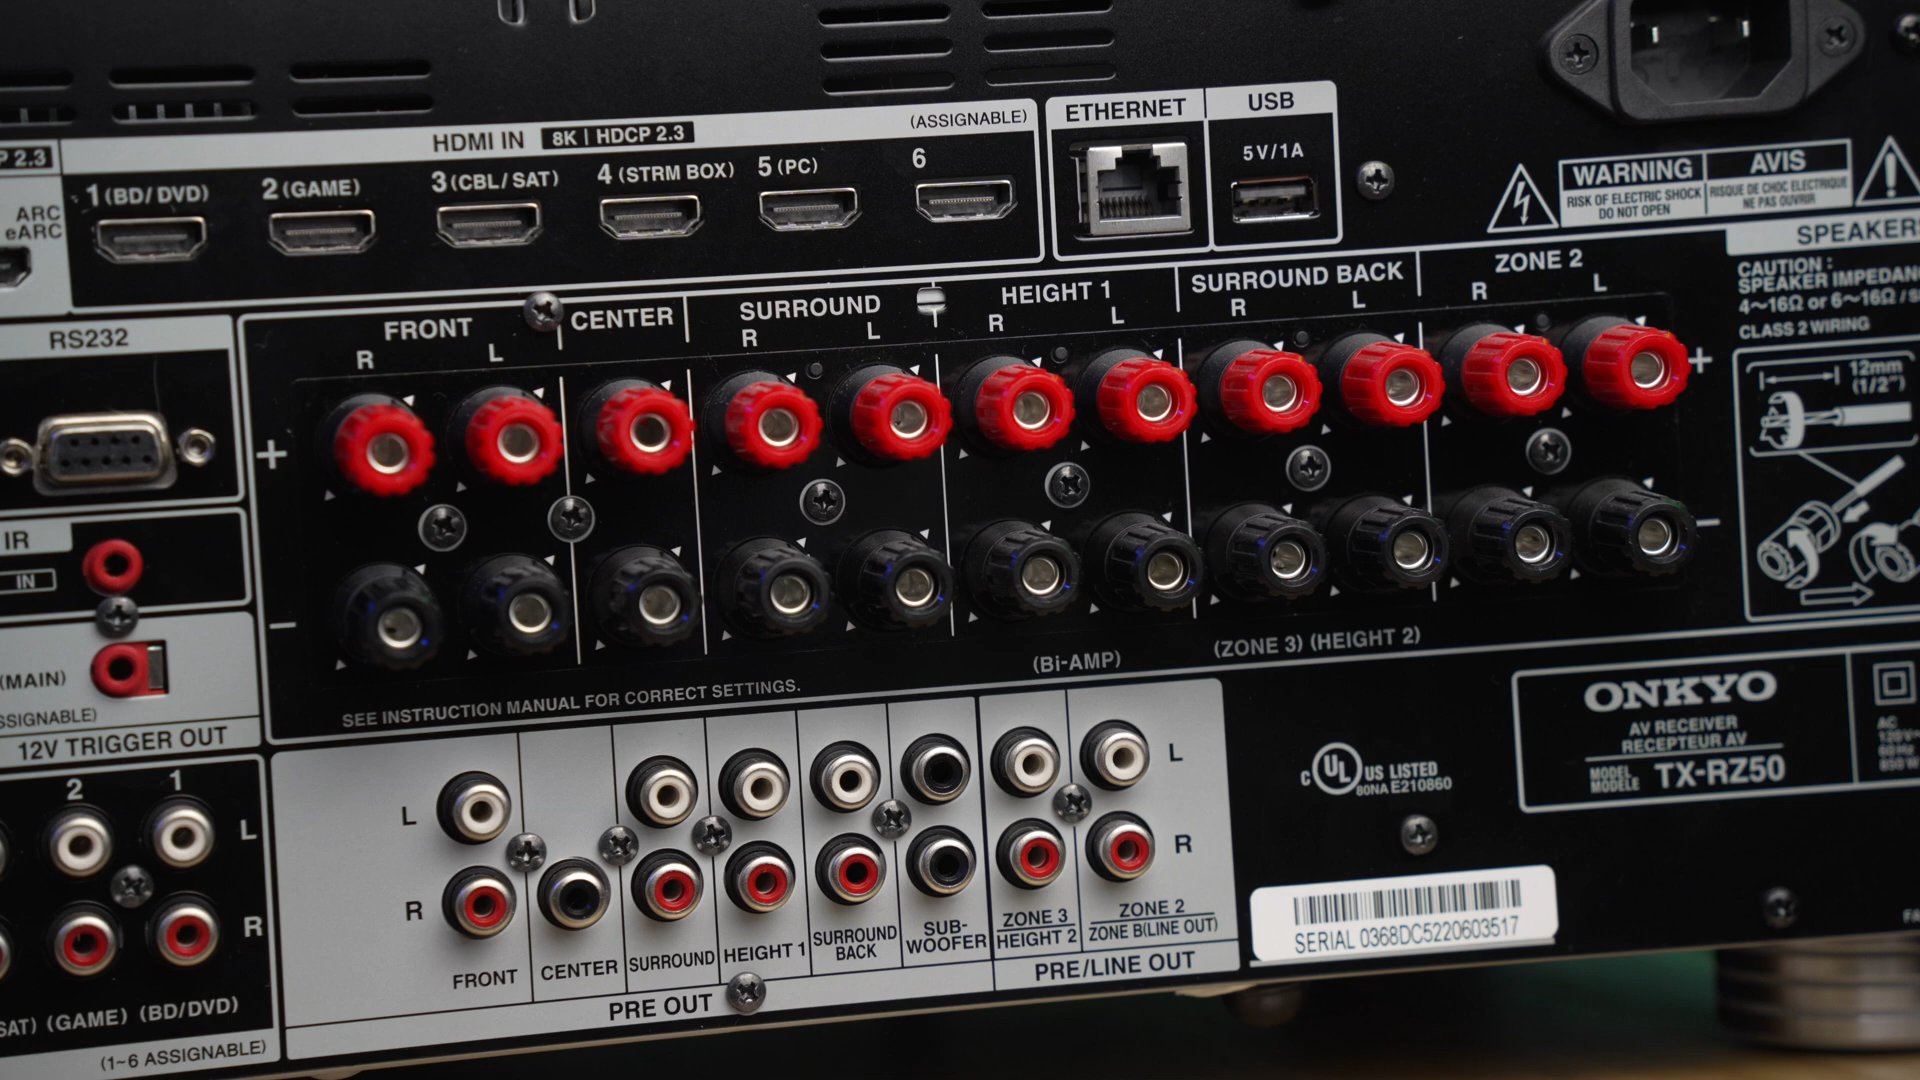 HDMI IN 8K | HDCP 2.3 (ASSIGNABLE)
P 2.3
ARC
eARC
1 (BD/DVD)
2 (GAME)
3 (CBL/SAT)
4 (STRM BOX)
5 (PC)
6
ETHERNET
USB
5V/1A
WARNING
RISK OF ELECTRIC SHOCK
DO NOT OPEN
AVIS
RISQUE DE CHOC ELECTRIQUE
NE PAS OUVRIR
SPEAKERS
CAUTION :
SPEAKER IMPEDAN
4~16Ω or 6~16Ω / S
CLASS 2 WIRING
12mm
(1/2")
RS232
FRONT
R L
CENTER
SURROUND
R L
HEIGHT 1
R L
SURROUND BACK
R L
ZONE 2
R L
+ +
− −
(Bi-AMP)
(ZONE 3) (HEIGHT 2)
SEE INSTRUCTION MANUAL FOR CORRECT SETTINGS.
IR
IN
(MAIN)
SSIGNABLE)
12V TRIGGER OUT
2 1
L
R
SAT) (GAME) (BD/DVD)
(1~6 ASSIGNABLE)
L
R
FRONT
CENTER
SURROUND
HEIGHT 1
SURROUND
BACK
SUB-
WOOFER
PRE OUT
ZONE 3
HEIGHT 2
ZONE 2
ZONE B(LINE OUT)
L
R
PRE/LINE OUT
C UL US LISTED
80NA E210860
ONKYO
AV RECEIVER
RECEPTEUR AV
MODEL
MODELE TX-RZ50
AC
120V~
60Hz
850W
SERIAL 0368DC5220603517